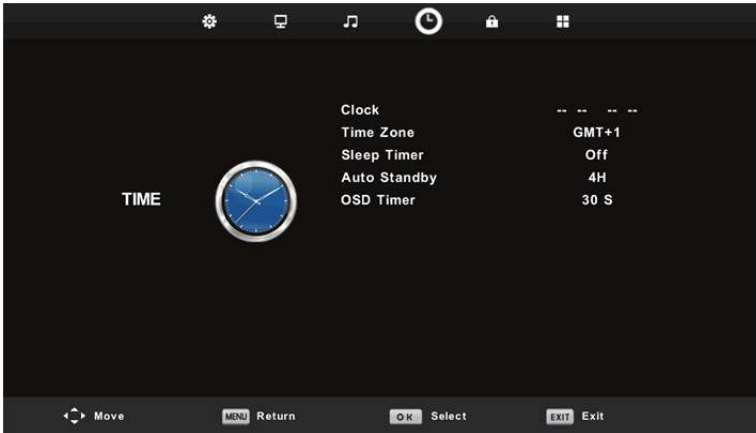 Clock -- -- -- --
Time Zone GMT+1
Sleep Timer Off
Auto Standby 4H
TIME
OSD Timer 30 S
Move MENU Return OK Select EXIT Exit